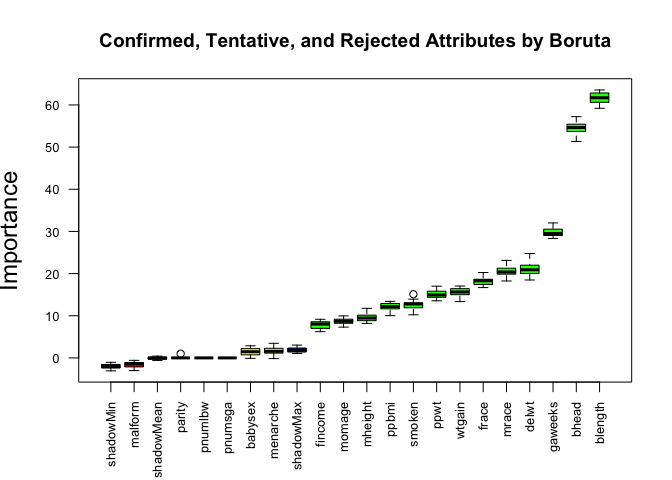 Confirmed, Tentative, and Rejected Attributes by Boruta
Importance
60
50
40
30
20
10
0
shadowMin
malform
shadowMean
parity
pnumlbw
pnumsga
babysex
menarche
shadowMax
fincome
momage
mheight
ppbmi
smoken
ppwt
wtgain
frace
mrace
delwt
gaweeks
bhead
blength